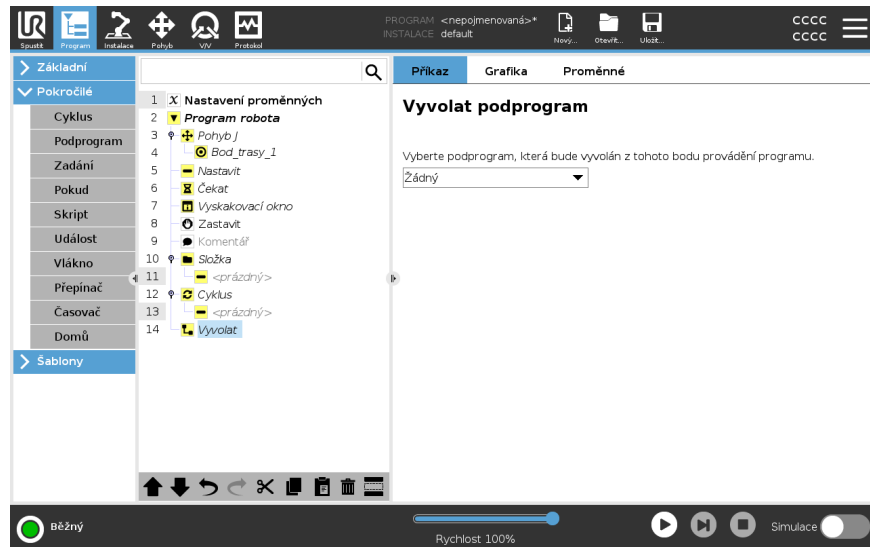 PROGRAM <nepojmenovaná>*
INSTALACE default
Spustit
Program
Instalace
Pohyb
V/V
Protokol
Nový...
Otevřít...
Uložit...
CCCC
CCCC
Základní
Pokročilé
Cyklus
Podprogram
Zadání
Pokud
Skript
Událost
Vlákno
Přepínač
Časovač
Domů
Šablony
1 X Nastavení proměnných
2 Program robota
3 Pohyb J
4 Bod_trasy_1
5 Nastavit
6 Čekat
7 Vyskakovací okno
8 Zastavit
9 Komentář
10 Složka
11 <prázdný>
12 Cyklus
13 <prázdný>
14 Vyvolat
Příkaz
Grafika
Proměnné
Vyvolat podprogram
Vyberte podprogram, která bude vyvolán z tohoto bodu provádění programu.
Žádný
Běžný
Rychlost 100%
Simulace